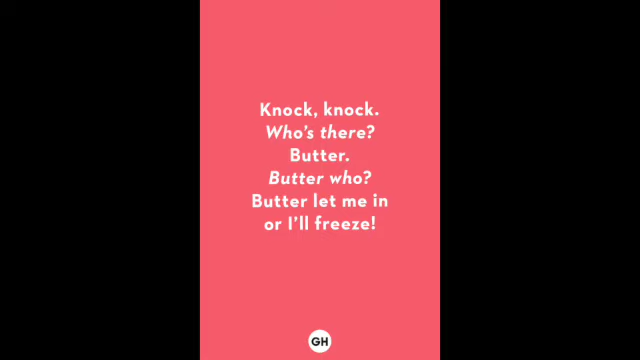 Knock, knock.
Who's there?
Butter.
Butter who?
Butter let me in
or I'll freeze!
GH